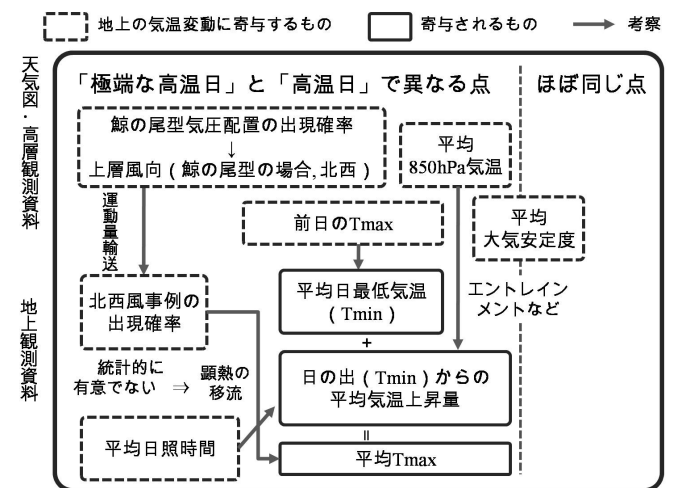 地上の気温変動に寄与するもの
寄与されるもの
考察
天気図・高層観測資料
地上観測資料
「極端な高温日」と「高温日」で異なる点
ほぼ同じ点
鯨の尾型気圧配置の出現確率
↓
上層風向(鯨の尾型の場合, 北西)
平均
850hPa気温
運動量輸送
前日のTmax
平均
大気安定度
北西風事例の
出現確率
平均日最低気温
(Tmin)
エントレイン
メントなど
+
統計的に
有意でない
⇒
顕熱の
移流
日の出(Tmin)からの
平均気温上昇量
平均日照時間
=
平均Tmax